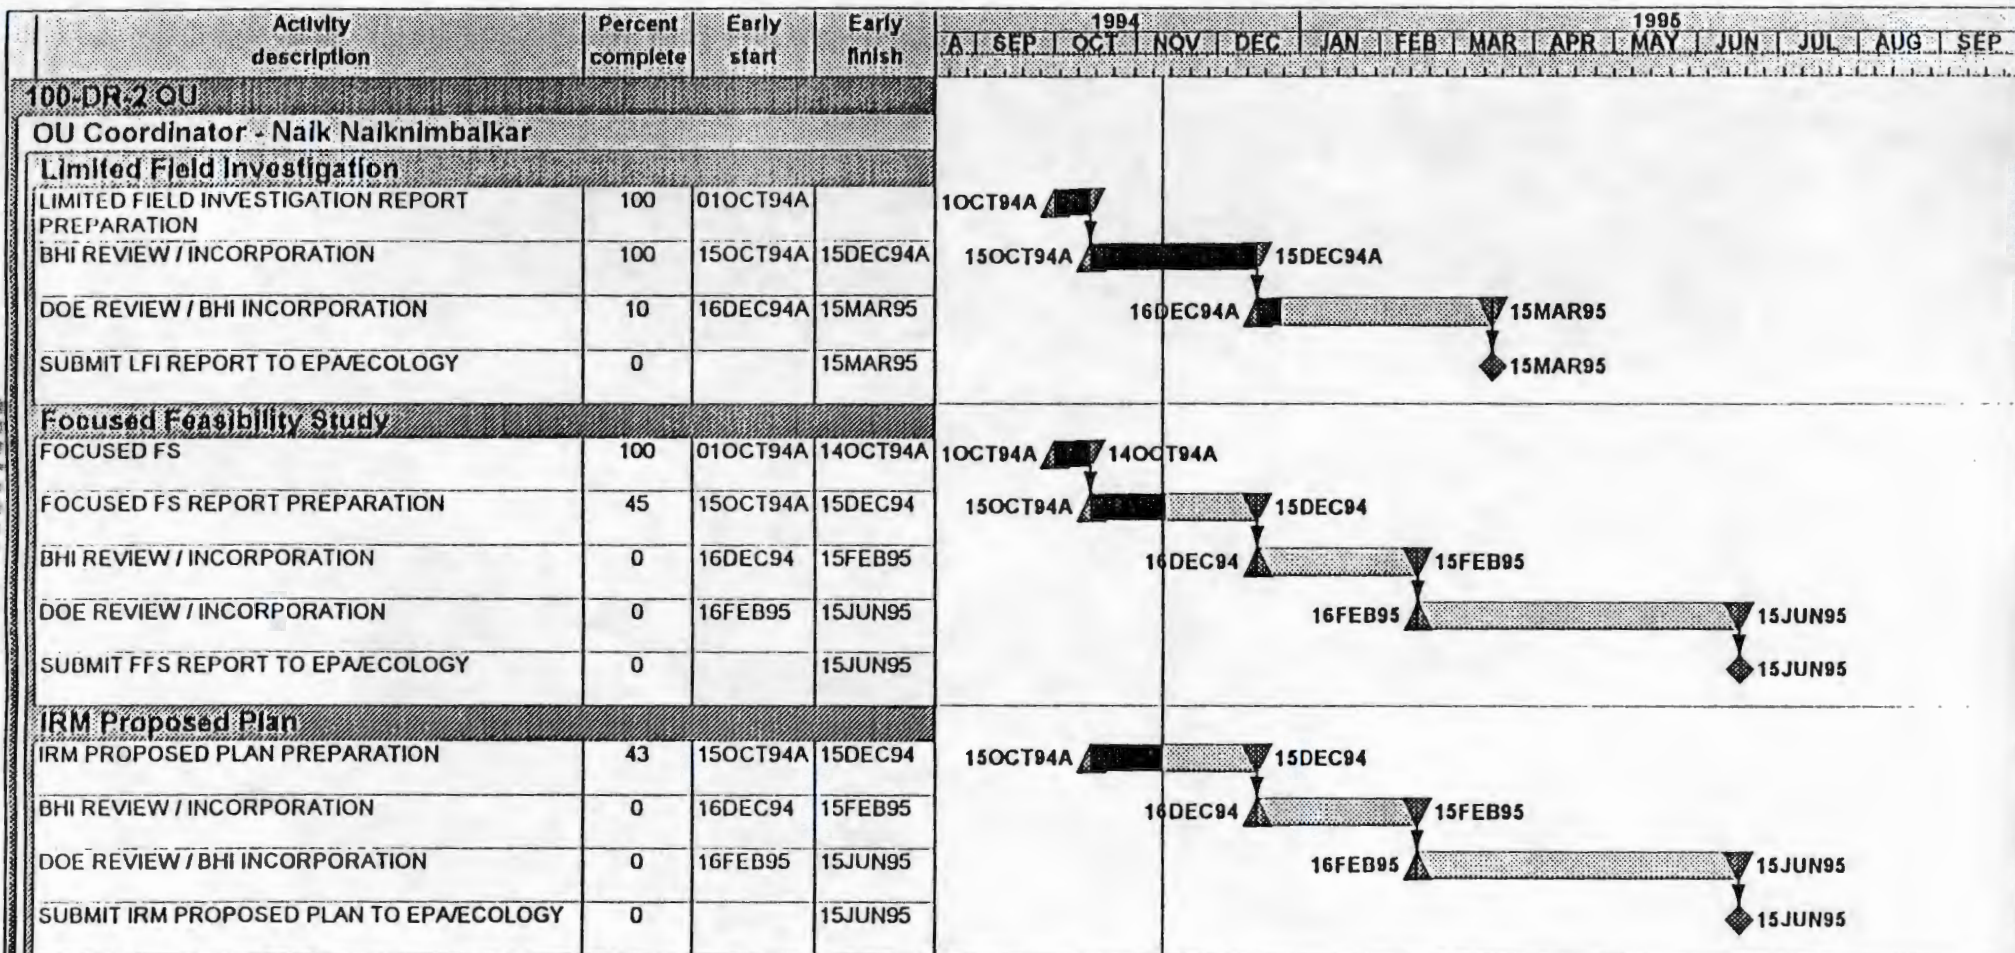 Activity Percent Early Early 1994 1995
description complete start finish A SEP OCT NOV DEC JAN FEB MAR APR MAY JUN JUL AUG SEP
100-DR-2 OU
OU Coordinator - Naik Naiknimbalkar
Limited Field Investigation
LIMITED FIELD INVESTIGATION REPORT 100 01OCT94A 1OCT94A
PREPARATION
BHI REVIEW / INCORPORATION 100 15OCT94A 15DEC94A 15OCT94A 15DEC94A
DOE REVIEW / BHI INCORPORATION 10 16DEC94A 15MAR95 16DEC94A 15MAR95
SUBMIT LFI REPORT TO EPA/ECOLOGY 0 15MAR95 15MAR95
Focused Feasibility Study
FOCUSED FS 100 01OCT94A 14OCT94A 1OCT94A 14OCT94A
FOCUSED FS REPORT PREPARATION 45 15OCT94A 15DEC94 15OCT94A 15DEC94
BHI REVIEW / INCORPORATION 0 16DEC94 15FEB95 16DEC94 15FEB95
DOE REVIEW / INCORPORATION 0 16FEB95 15JUN95 16FEB95 15JUN95
SUBMIT FFS REPORT TO EPA/ECOLOGY 0 15JUN95 15JUN95
IRM Proposed Plan
IRM PROPOSED PLAN PREPARATION 43 15OCT94A 15DEC94 15OCT94A 15DEC94
BHI REVIEW / INCORPORATION 0 16DEC94 15FEB95 16DEC94 15FEB95
DOE REVIEW / BHI INCORPORATION 0 16FEB95 15JUN95 16FEB95 15JUN95
SUBMIT IRM PROPOSED PLAN TO EPA/ECOLOGY 0 15JUN95 15JUN95